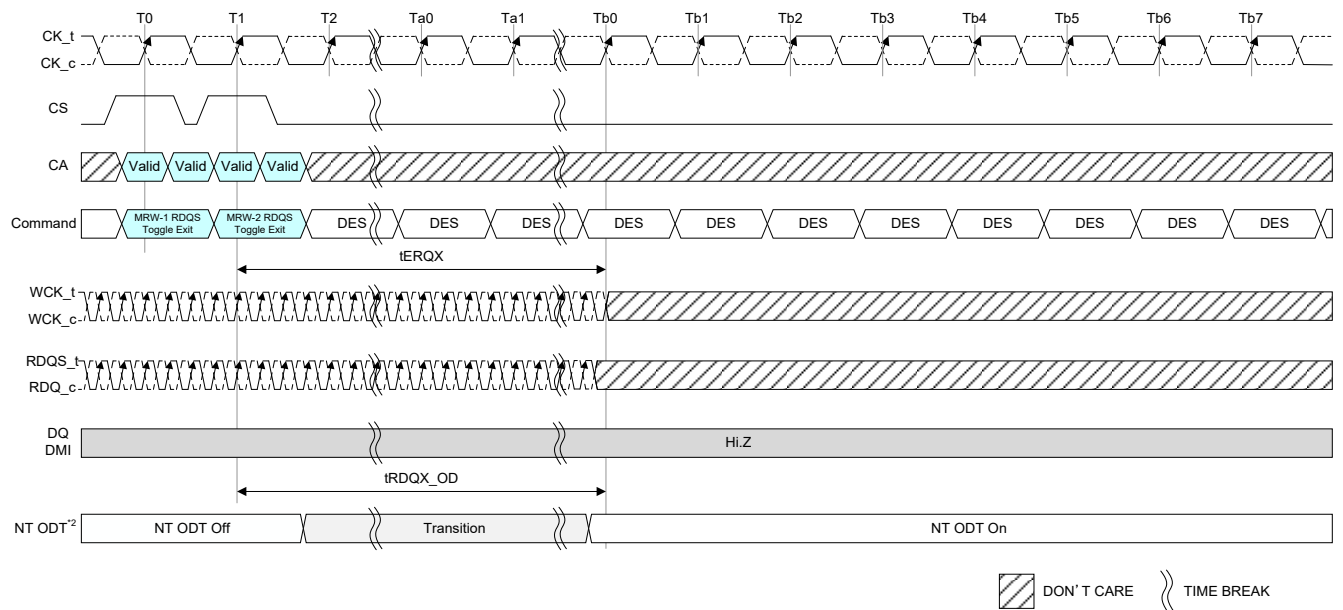 T0 T1 T2 Ta0 Ta1 Tb0 Tb1 Tb2 Tb3 Tb4 Tb5 Tb6 Tb7
CK_t
CK_c
CS
CA Valid Valid Valid Valid
Command MRW-1 RDQS Toggle Exit MRW-2 RDQS Toggle Exit DES DES DES DES DES DES DES DES DES DES DES
tERQX
WCK_t
WCK_c
RDQS_t
RDQ_c
DQ
DMI
Hi.Z
tRDQX_OD
NT ODT*2 NT ODT Off Transition NT ODT On
DON'T CARE TIME BREAK